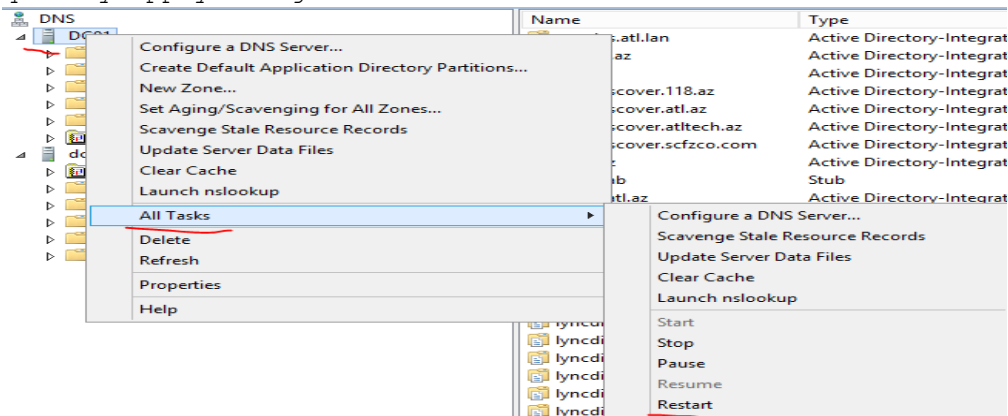 DNS
Name
Type
DC01
.atl.lan
Active Directory-Integrat
Configure a DNS Server...
.az
Active Directory-Integrat
Create Default Application Directory Partitions...
Active Directory-Integrat
New Zone...
scover.118.az
Active Directory-Integrat
Set Aging/Scavenging for All Zones...
scover.atl.az
Active Directory-Integrat
Scavenge Stale Resource Records
scover.atltech.az
Active Directory-Integrat
Update Server Data Files
scover.scfzco.com
Active Directory-Integrat
Clear Cache
Active Directory-Integrat
dc
Launch nslookup
Stub
tl.az
Active Directory-Integrat
All Tasks
Configure a DNS Server...
Scavenge Stale Resource Records
Delete
Update Server Data Files
Refresh
Clear Cache
Properties
Launch nslookup
Help
Start
lyncdi
Stop
lyncdi
Pause
lyncdi
Resume
lyncdi
Restart
lyncdi